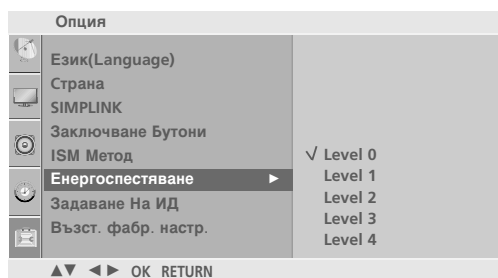 Опция
Език(Language)
Страна
SIMPLINK
Заключване Бутони
ISM Метод
Енергоспестяване ►
Задаване На ИД
Възст. фабр. настр.
√ Level 0
Level 1
Level 2
Level 3
Level 4
▲▼ ◄► OK RETURN